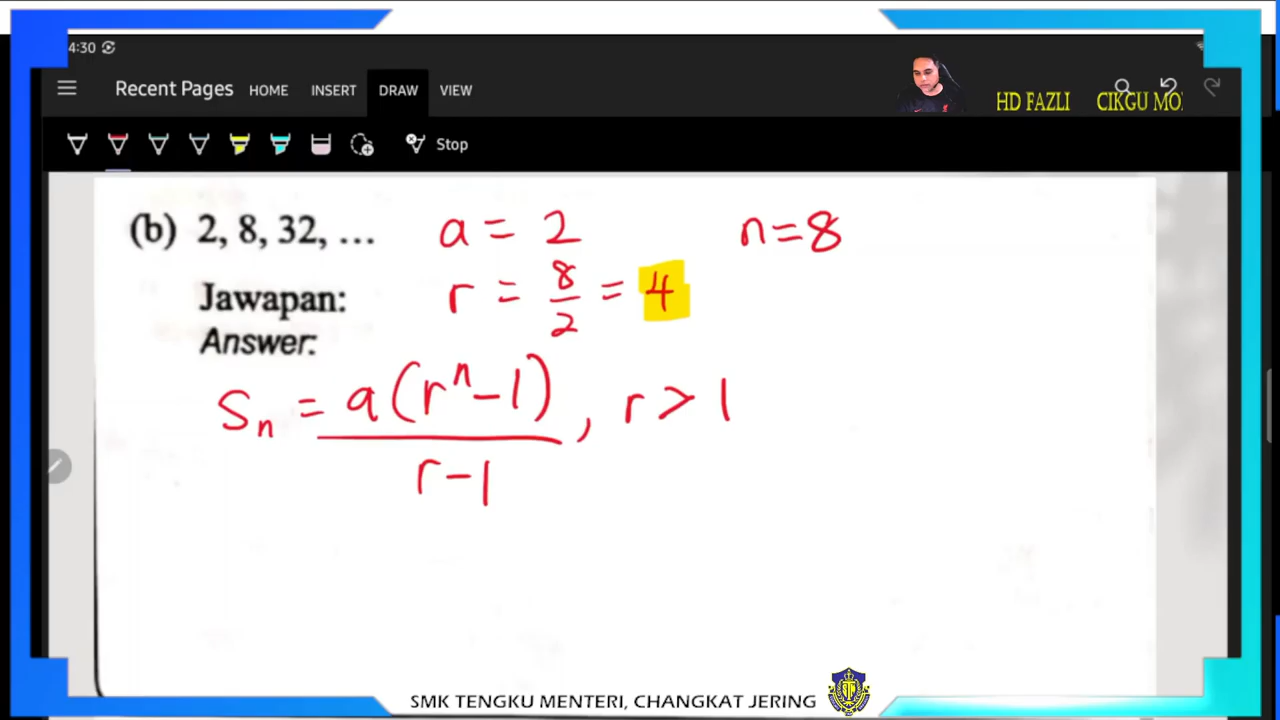 4:30
Recent Pages HOME INSERT DRAW VIEW
HD FAZLI CIKGU
Stop
(b) 2, 8, 32, ... a = 2 n = 8
Jawapan: r = 8/2 = 4
Answer:
Sn = a(r^n - 1)/(r - 1), r > 1
SMK TENGKU MENTERI, CHANGKAT JERING